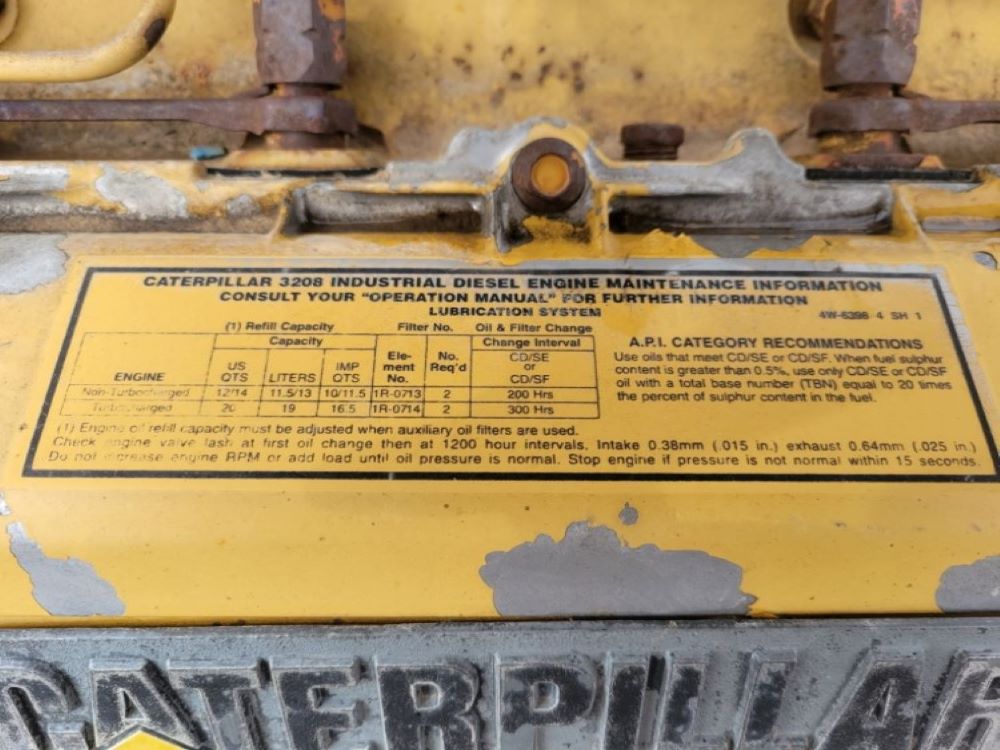 CATERPILLAR 3208 INDUSTRIAL DIESEL ENGINE MAINTENANCE INFORMATION
CONSULT YOUR "OPERATION MANUAL" FOR FURTHER INFORMATION
LUBRICATION SYSTEM
4W-6398 4 SH 1
(1) Refill Capacity Filter No. Oil & Filter Change
Capacity Change Interval
ENGINE US QTS LITERS IMP QTS Ele-ment No. No. Req'd CD/SE or CD/SF
Non-Turbocharged 12/14 11.5/13 10/11.5 1R-0713 2 200 Hrs
Turbocharged 20 19 16.5 1R-0714 2 300 Hrs
A.P.I. CATEGORY RECOMMENDATIONS
Use oils that meet CD/SE or CD/SF. When fuel sulphur
content is greater than 0.5%, use only CD/SE or CD/SF
oil with a total base number (TBN) equal to 20 times
the percent of sulphur content in the fuel.
(1) Engine oil refill capacity must be adjusted when auxiliary oil filters are used.
Check engine valve lash at first oil change then at 1200 hour intervals. Intake 0.38mm (.015 in.) exhaust 0.64mm (.025 in.)
Do not increase engine RPM or add load until oil pressure is normal. Stop engine if pressure is not normal within 15 seconds.
CATERPILLAR